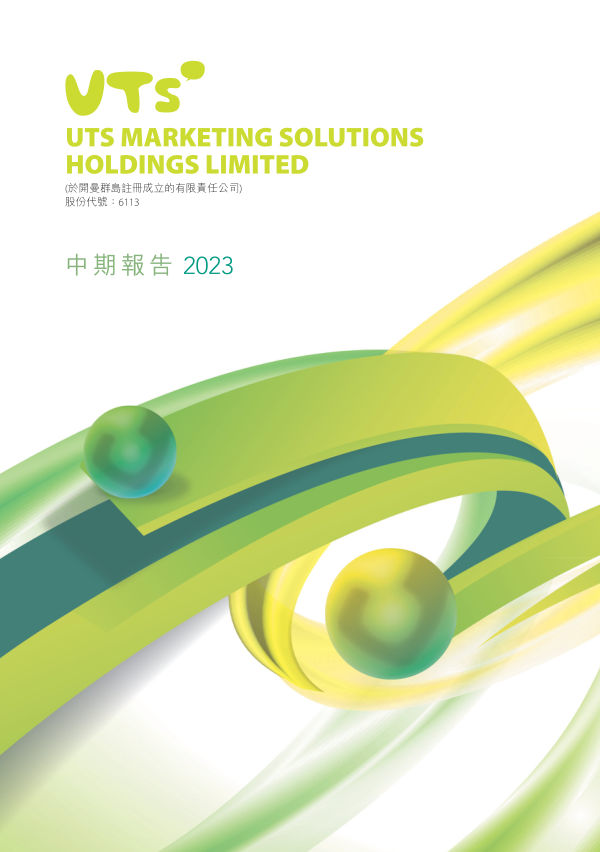 UTS
UTS MARKETING SOLUTIONS
HOLDINGS LIMITED
(於開曼群島註冊成立的有限責任公司)
股份代號：6113
中期報告 2023